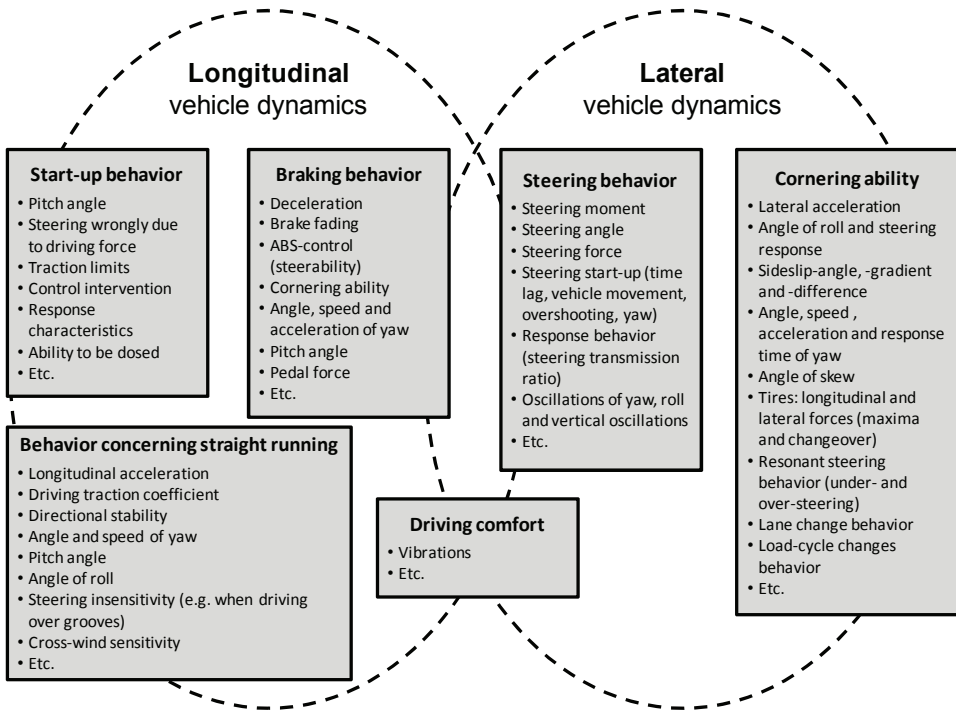 Longitudinal
vehicle dynamics
Lateral
vehicle dynamics
Start-up behavior
• Pitch angle
• Steering wrongly due
to driving force
• Traction limits
• Control intervention
• Response
characteristics
• Ability to be dosed
• Etc.
Braking behavior
• Deceleration
• Brake fading
• ABS-control
(steerability)
• Cornering ability
• Angle, speed and
acceleration of yaw
• Pitch angle
• Pedal force
• Etc.
Steering behavior
• Steering moment
• Steering angle
• Steering force
• Steering start-up (time
lag, vehicle movement,
overshooting, yaw)
• Response behavior
(steering transmission
ratio)
• Oscillations of yaw, roll
and vertical oscillations
• Etc.
Cornering ability
• Lateral acceleration
• Angle of roll and steering
response
• Sideslip-angle, -gradient
and -difference
• Angle, speed ,
acceleration and response
time of yaw
• Angle of skew
• Tires: longitudinal and
lateral forces (maxima
and changeover)
• Resonant steering
behavior (under- and
over-steering)
• Lane change behavior
• Load-cycle changes
behavior
• Etc.
Behavior concerning straight running
• Longitudinal acceleration
• Driving traction coefficient
• Directional stability
• Angle and speed of yaw
• Pitch angle
• Angle of roll
• Steering insensitivity (e.g. when driving
over grooves)
• Cross-wind sensitivity
• Etc.
Driving comfort
• Vibrations
• Etc.